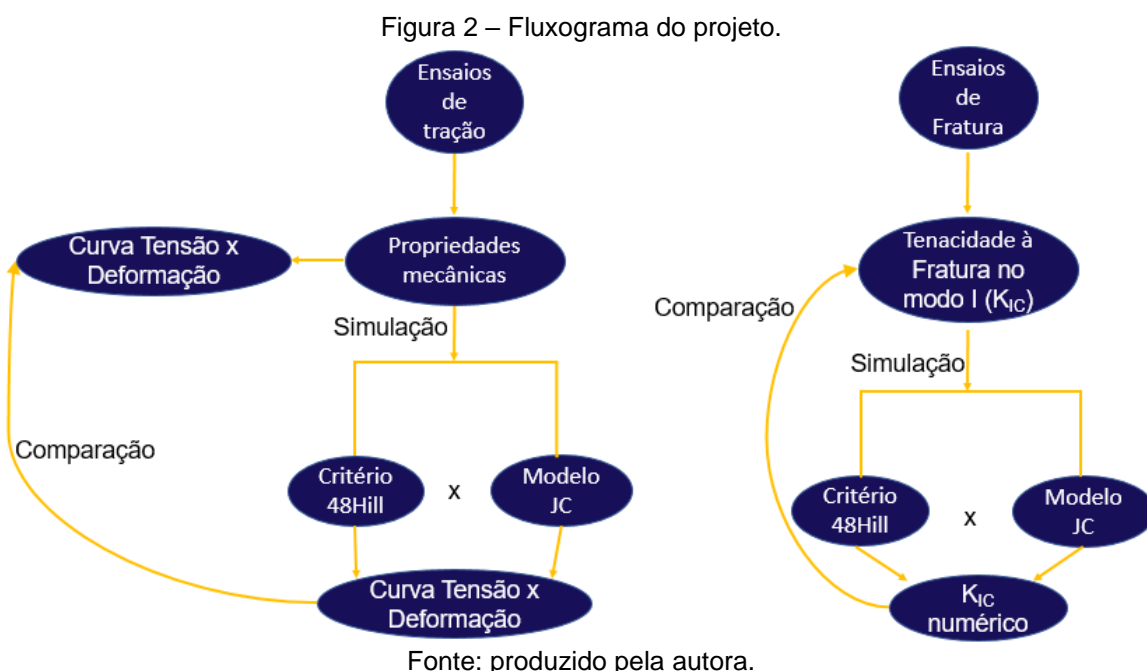 Figura 2 – Fluxograma do projeto.
Ensaios
de
tração
Propriedades
mecânicas
Curva Tensão x
Deformação
Simulação
Comparação
Critério
48Hill
x
Modelo
JC
Curva Tensão x
Deformação
Ensaios
de
Fratura
Tenacidade à
Fratura no
modo I (K_IC)
Comparação
Simulação
Critério
48Hill
x
Modelo
JC
K_IC
numérico
Fonte: produzido pela autora.